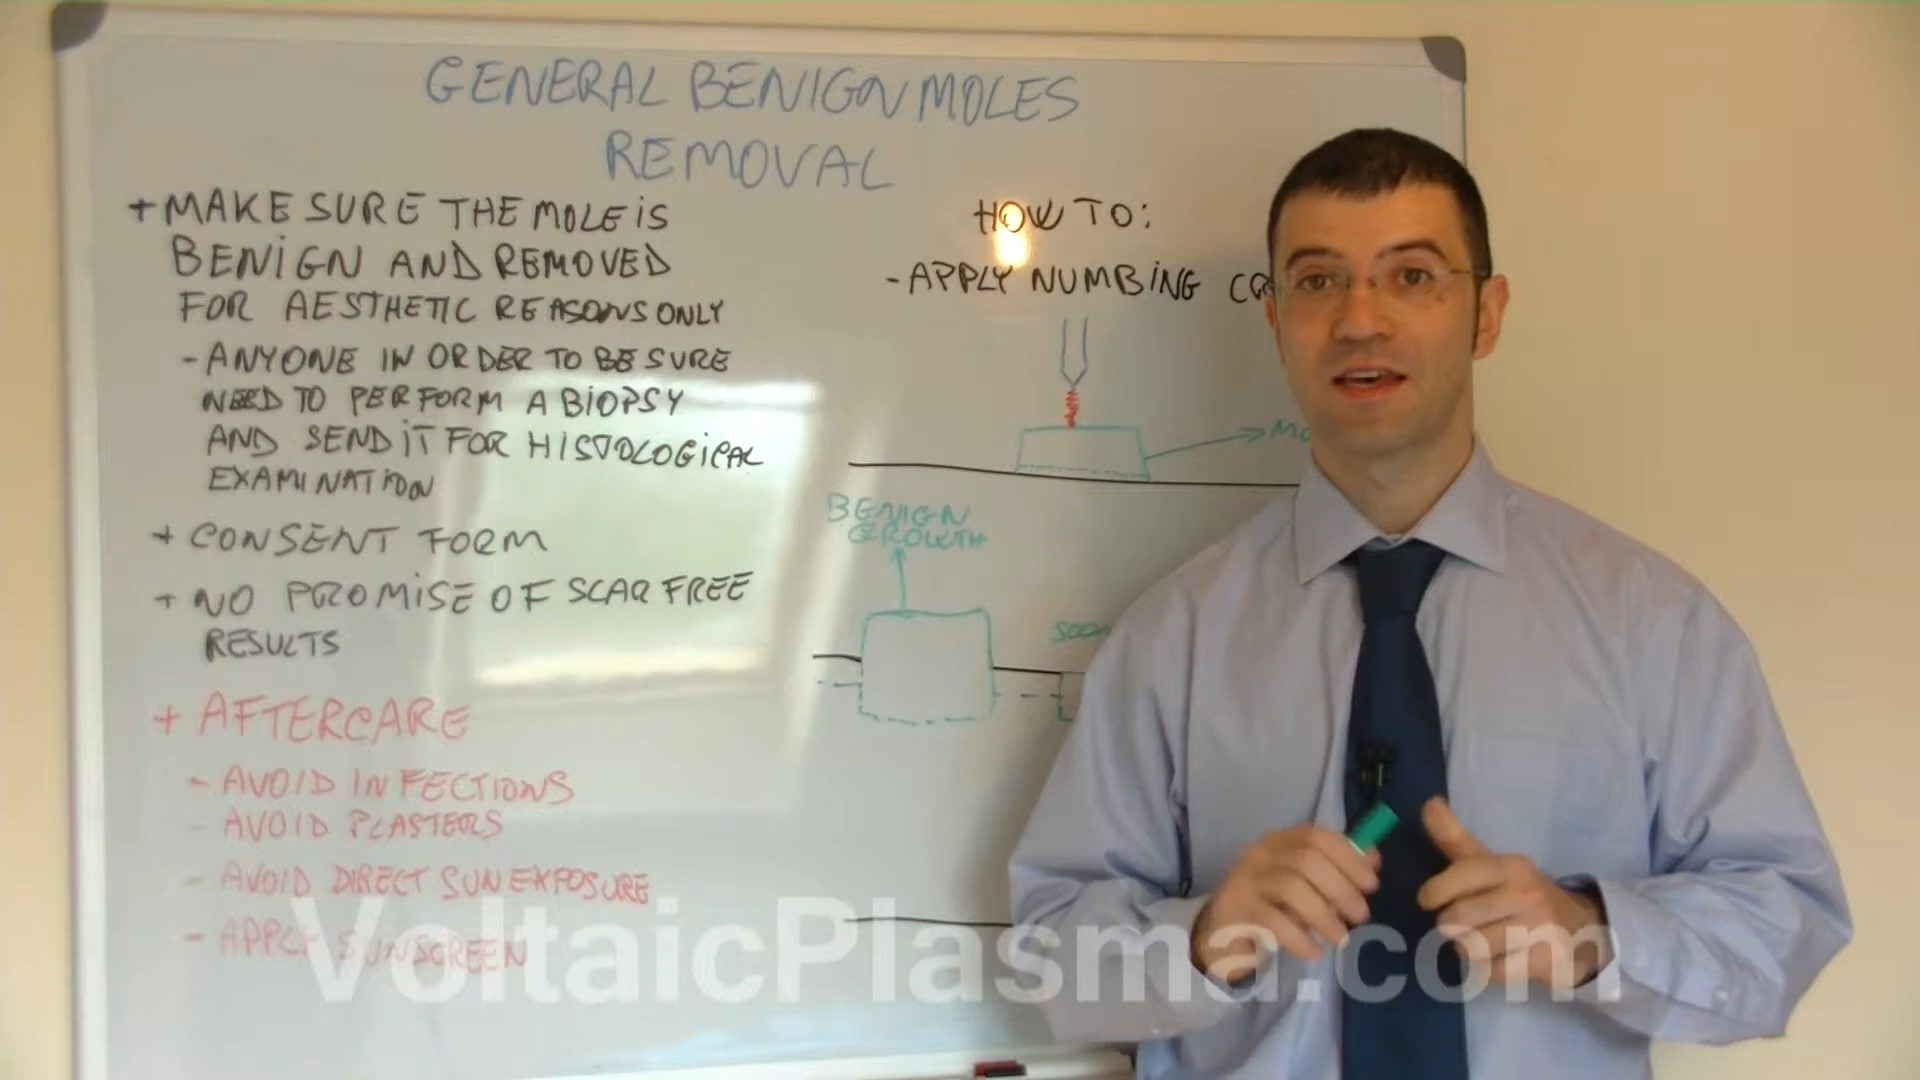 GENERAL BENIGN MOLES
REMOVAL
+ MAKE SURE THE MOLE IS
BENIGN AND REMOVED
FOR AESTHETIC REASONS ONLY
- ANYONE IN ORDER TO BE SURE
NEED TO PERFORM A BIOPSY
AND SEND IT FOR HISTOLOGICAL
EXAMINATION
+ CONSENT FORM
+ NO PROMISE OF SCAR FREE
RESULTS
+ AFTERCARE
- AVOID INFECTIONS
- AVOID PLASTERS
- AVOID DIRECT SUN EXPOSURE
- APPLY SUNSCREEN
HOW TO:
- APPLY NUMBING
BENIGN
GROWTH
VoltaicPlasma.com